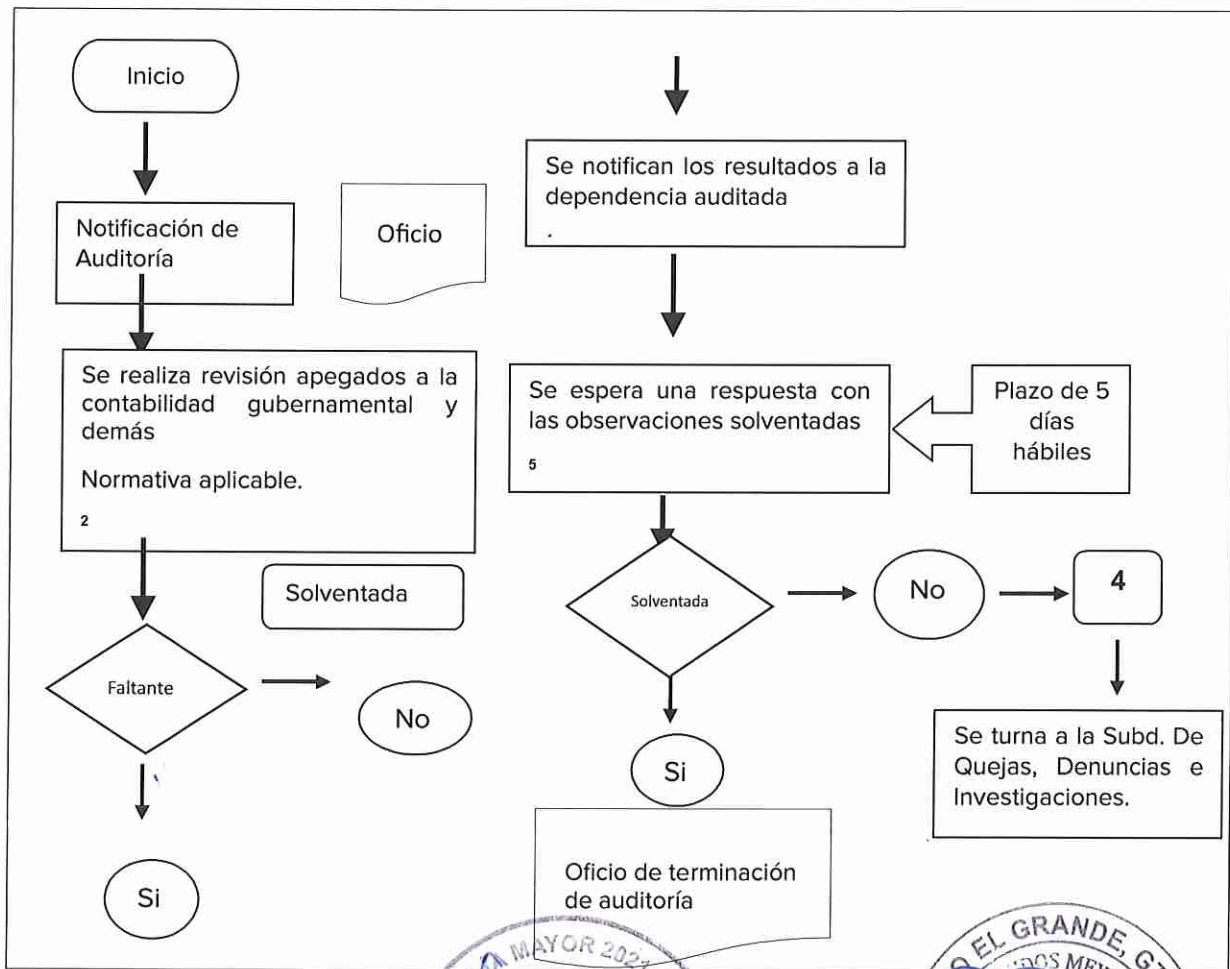 Inicio
Notificación de
Auditoría
Oficio
Se realiza revisión apegados a la
contabilidad gubernamental y
demás
Normativa aplicable.
2
Solventada
Faltante
No
Si
Se notifican los resultados a la
dependencia auditada
.
Se espera una respuesta con
las observaciones solventadas
5
Plazo de 5
días
hábiles
Solventada
No
4
Se turna a la Subd. De
Quejas, Denuncias e
Investigaciones.
Si
Oficio de terminación
de auditoría
MAYOR
EL GRANDE,